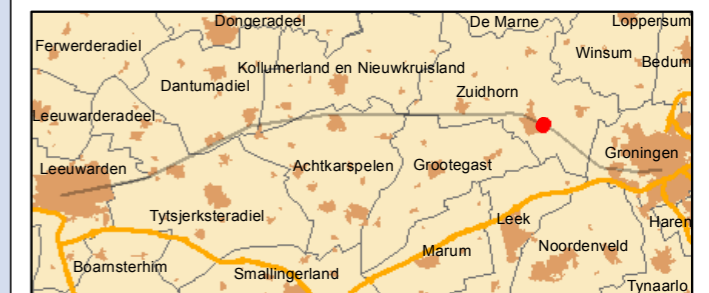 Dongeradeel
De Marne
Loppersum
Ferwerderadiel
Winsum
Bedum
Kollumerland en Nieuwkruisland
Dantumadiel
Zuidhorn
Leeuwarderadeel
Groningen
Leeuwarden
Achtkarspelen
Grootegast
Tytsjerksteradiel
Leek
Haren
Noordenveld
Marum
Boarnsterhim
Smallingerland
Tynaarlo